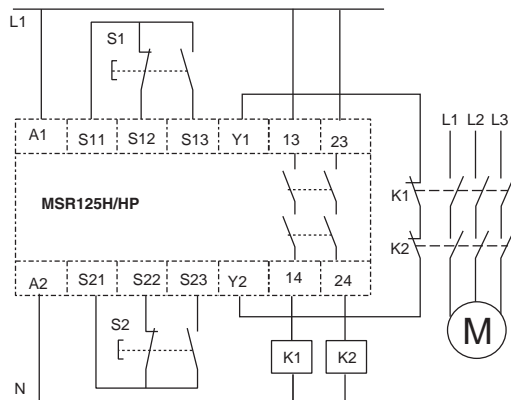 L1
S1
A1 S11 S12 S13 Y1 13 23
L1 L2 L3
MSR125H/HP
K1
K2
A2 S21 S22 S23 Y2 14 24
S2
K1 K2
M
N